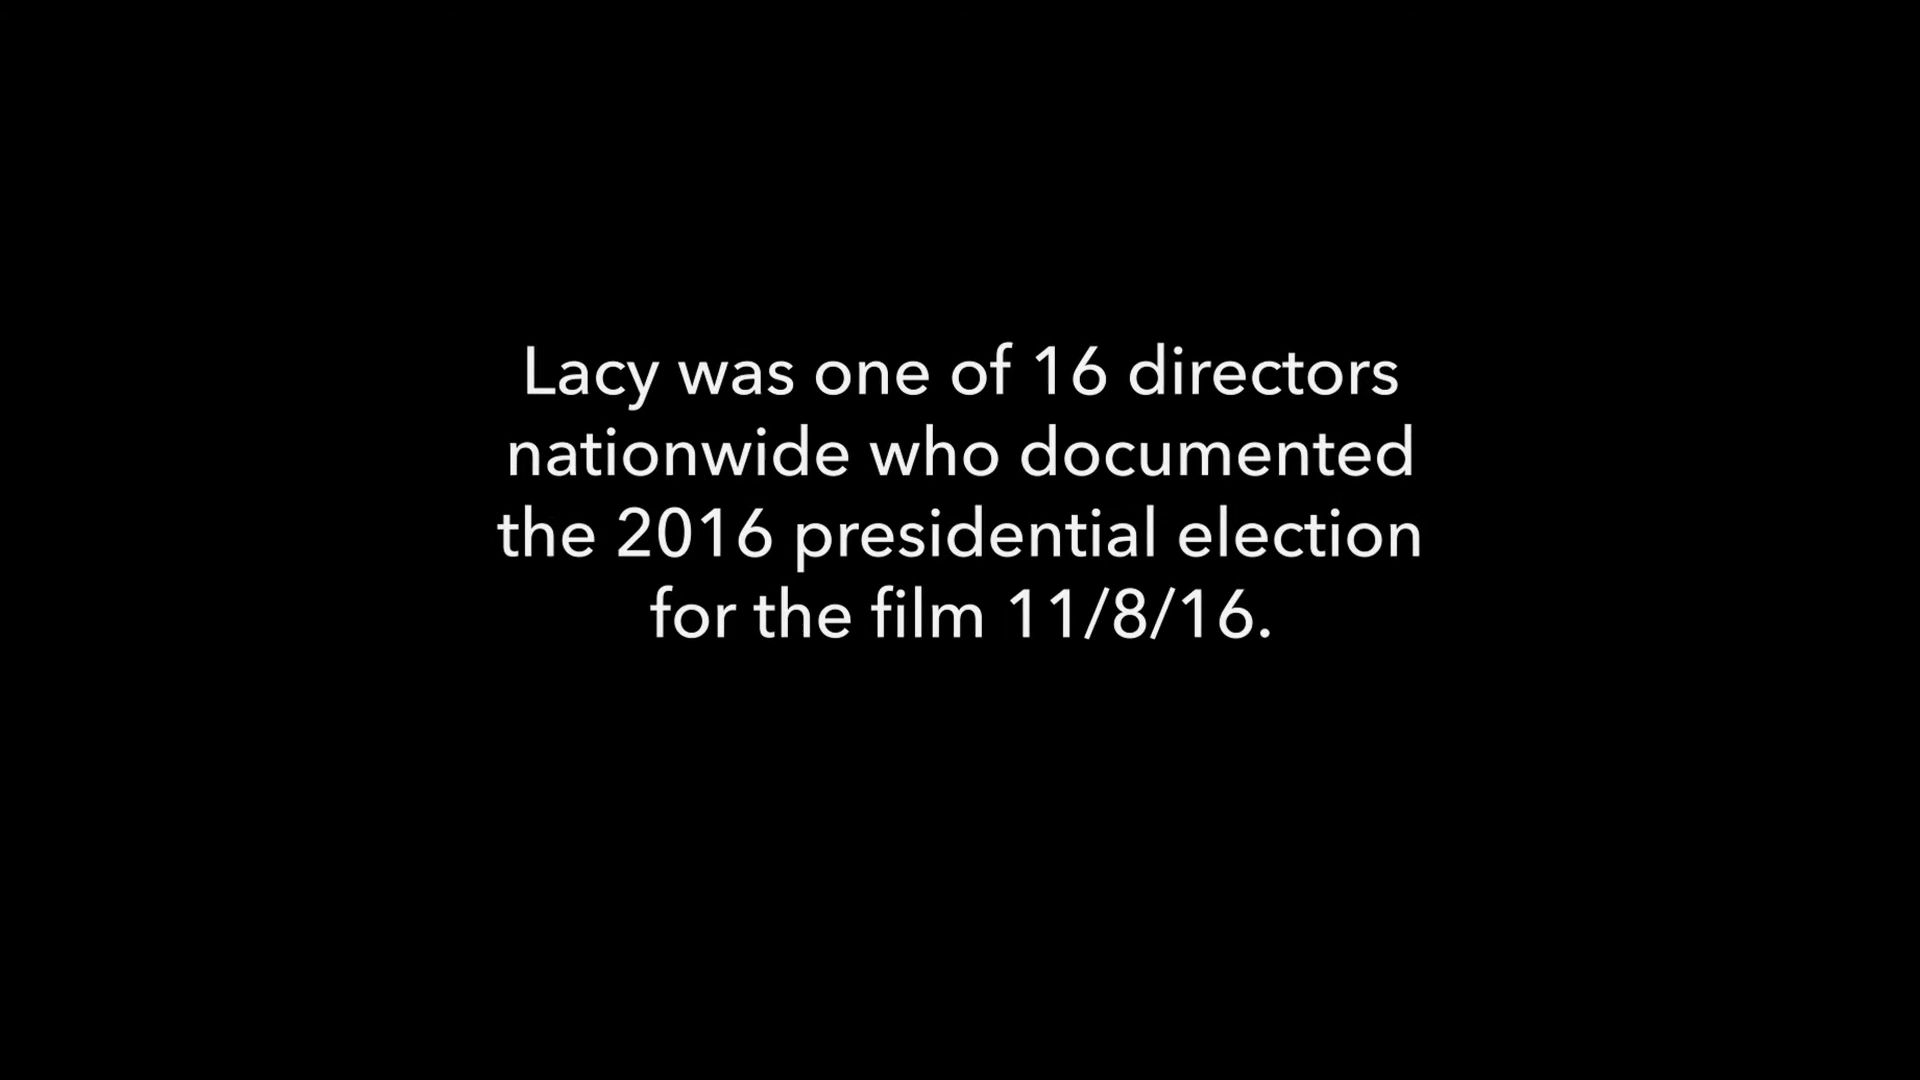 Lacy was one of 16 directors
nationwide who documented
the 2016 presidential election
for the film 11/8/16.